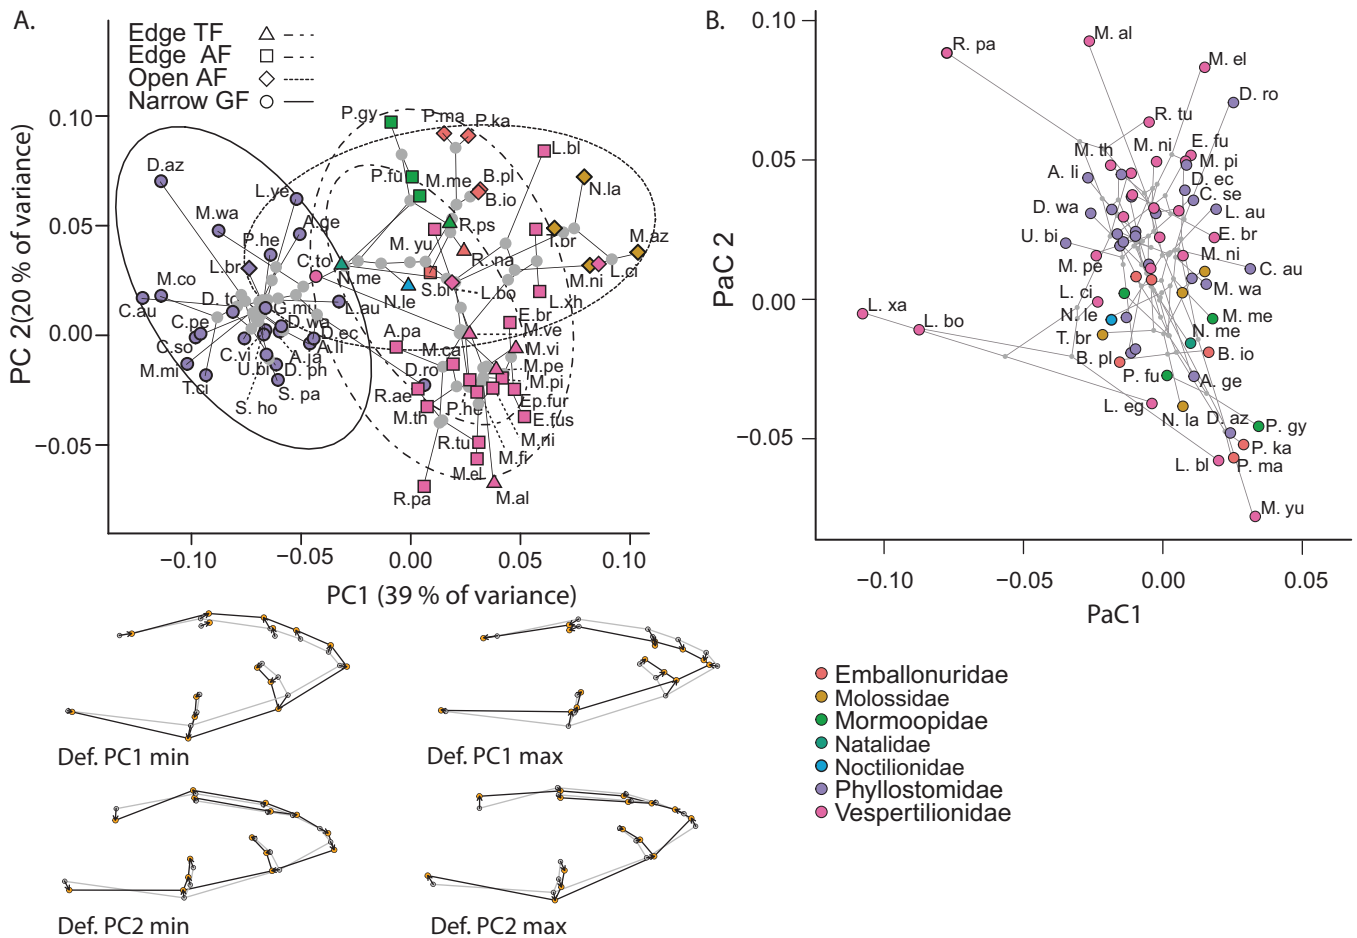 A.
Edge TF
Edge AF
Open AF
Narrow GF
PC 2(20 % of variance)
0.10
0.05
0.00
−0.05
−0.10
−0.05
0.00
0.05
0.10
PC1 (39 % of variance)
P.gy
P.ma
P.ka
L.bl
D.az
L.ye
P.fu
M.me
B.pl
B.io
N.la
M.wa
A.ge
R.ps
T.br
M.az
P.he
C.to
M. yu
R. na
L.br
N.me
S.bl
L.bo
M.ni
L.ci
M.co
D. to
N.le
L.xh
C.au
G.mu
L.au
C.pe
D.wa
D.ec
A.pa
E.br
M.ve
C.so
C.vi
A.ja
A.li
M.ca
M.vi
M.mi
U.bi
D. ph
D.ro
M.pe
M.pi
T.ci
S. pa
R.ae
P.he
Ep.fur
S. ho
M.th
E.fus
R.tu
M.ni
M.el
M.fi
R.pa
M.al
Def. PC1 min
Def. PC1 max
Def. PC2 min
Def. PC2 max
B.
PaC 2
0.10
0.05
0.00
−0.05
−0.10
−0.05
0.00
0.05
PaC1
R. pa
M. al
M. el
D. ro
R. tu
M. th
M. ni
E. fu
A. li
M. pi
D. ec
C. se
D. wa
L. au
U. bi
E. br
M. pe
M. ni
C. au
L. ci
M. wa
L. xa
N. le
M. me
L. bo
T. br
N. me
B. pl
B. io
P. fu
A. ge
L. eg
N. la
D. az
P. gy
P. ka
L. bl
P. ma
M. yu
Emballonuridae
Molossidae
Mormoopidae
Natalidae
Noctilionidae
Phyllostomidae
Vespertilionidae